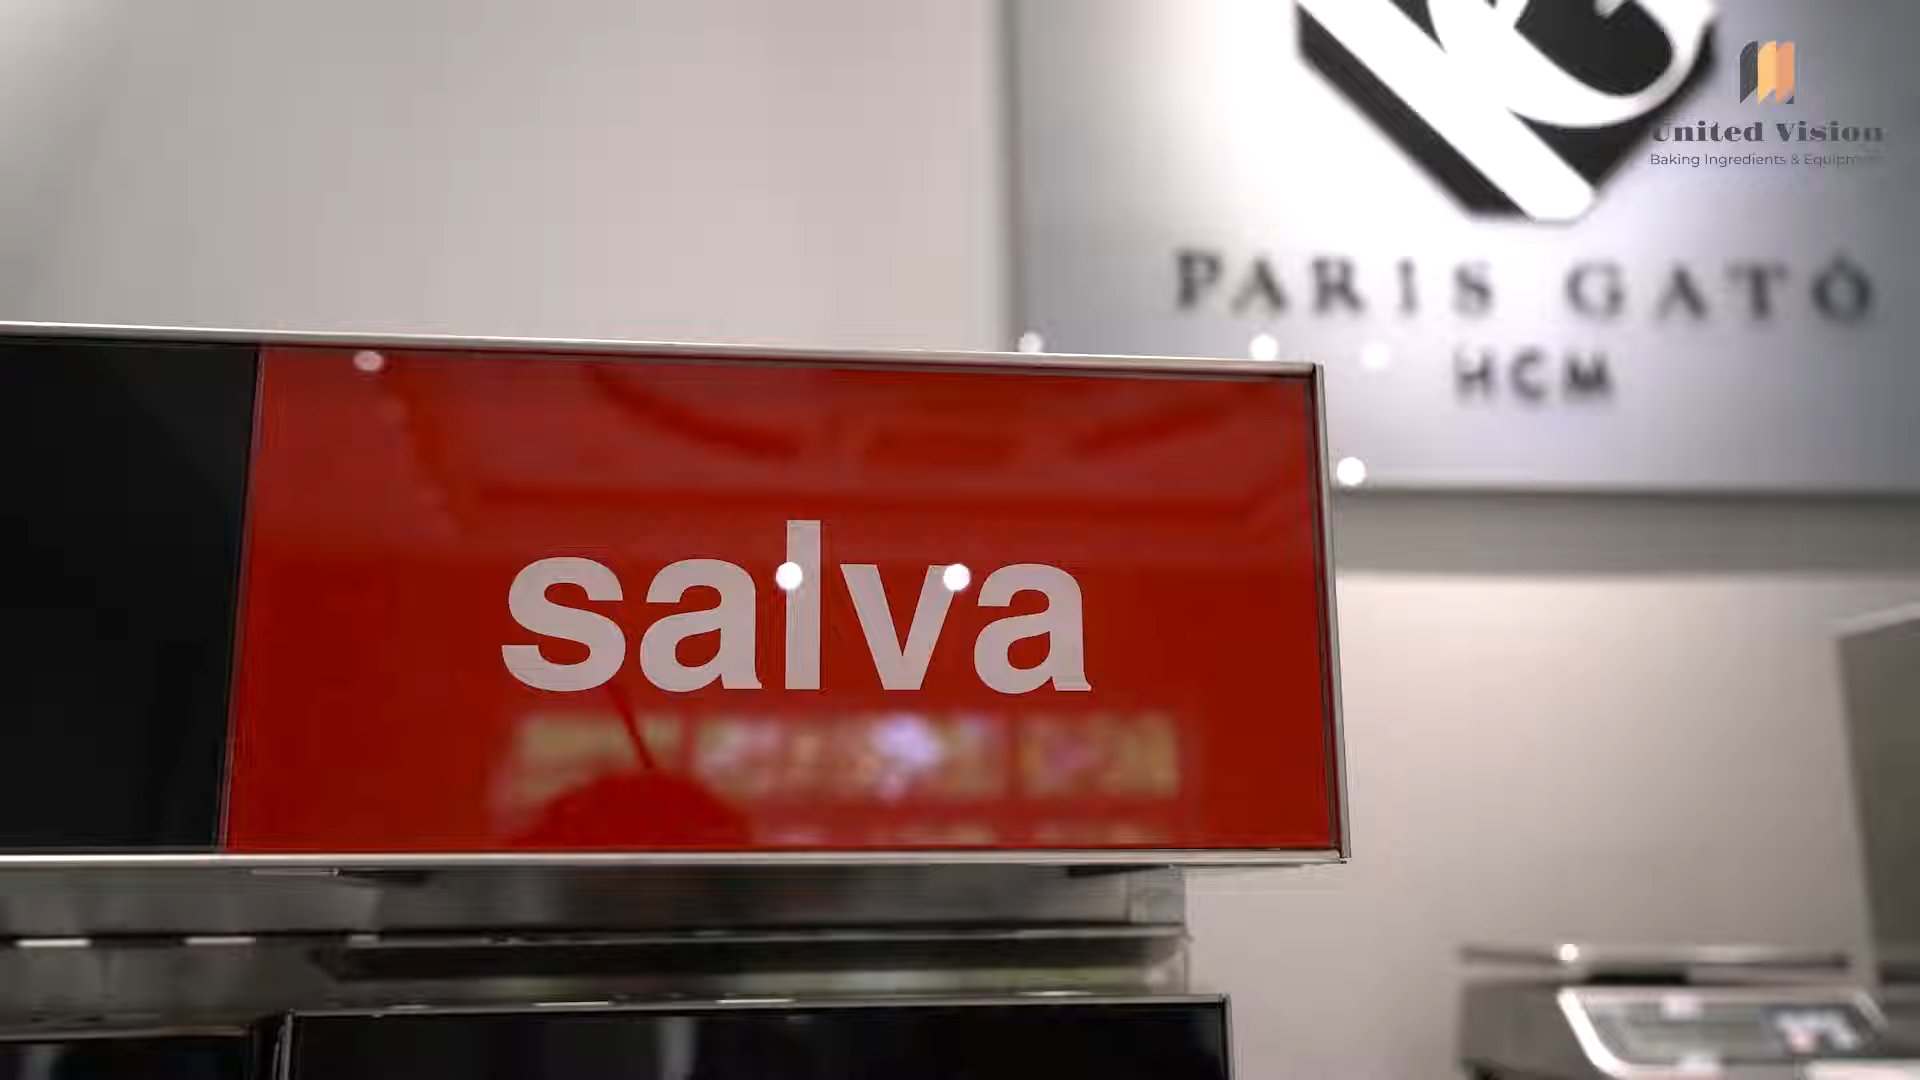 United Vision
Baking Ingredients & Equipment
PARIS GATÔ
HCM
salva